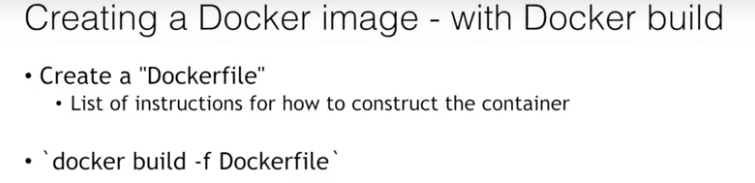 Creating a Docker image - with Docker build
• Create a "Dockerfile"
• List of instructions for how to construct the container
• `docker build -f Dockerfile`